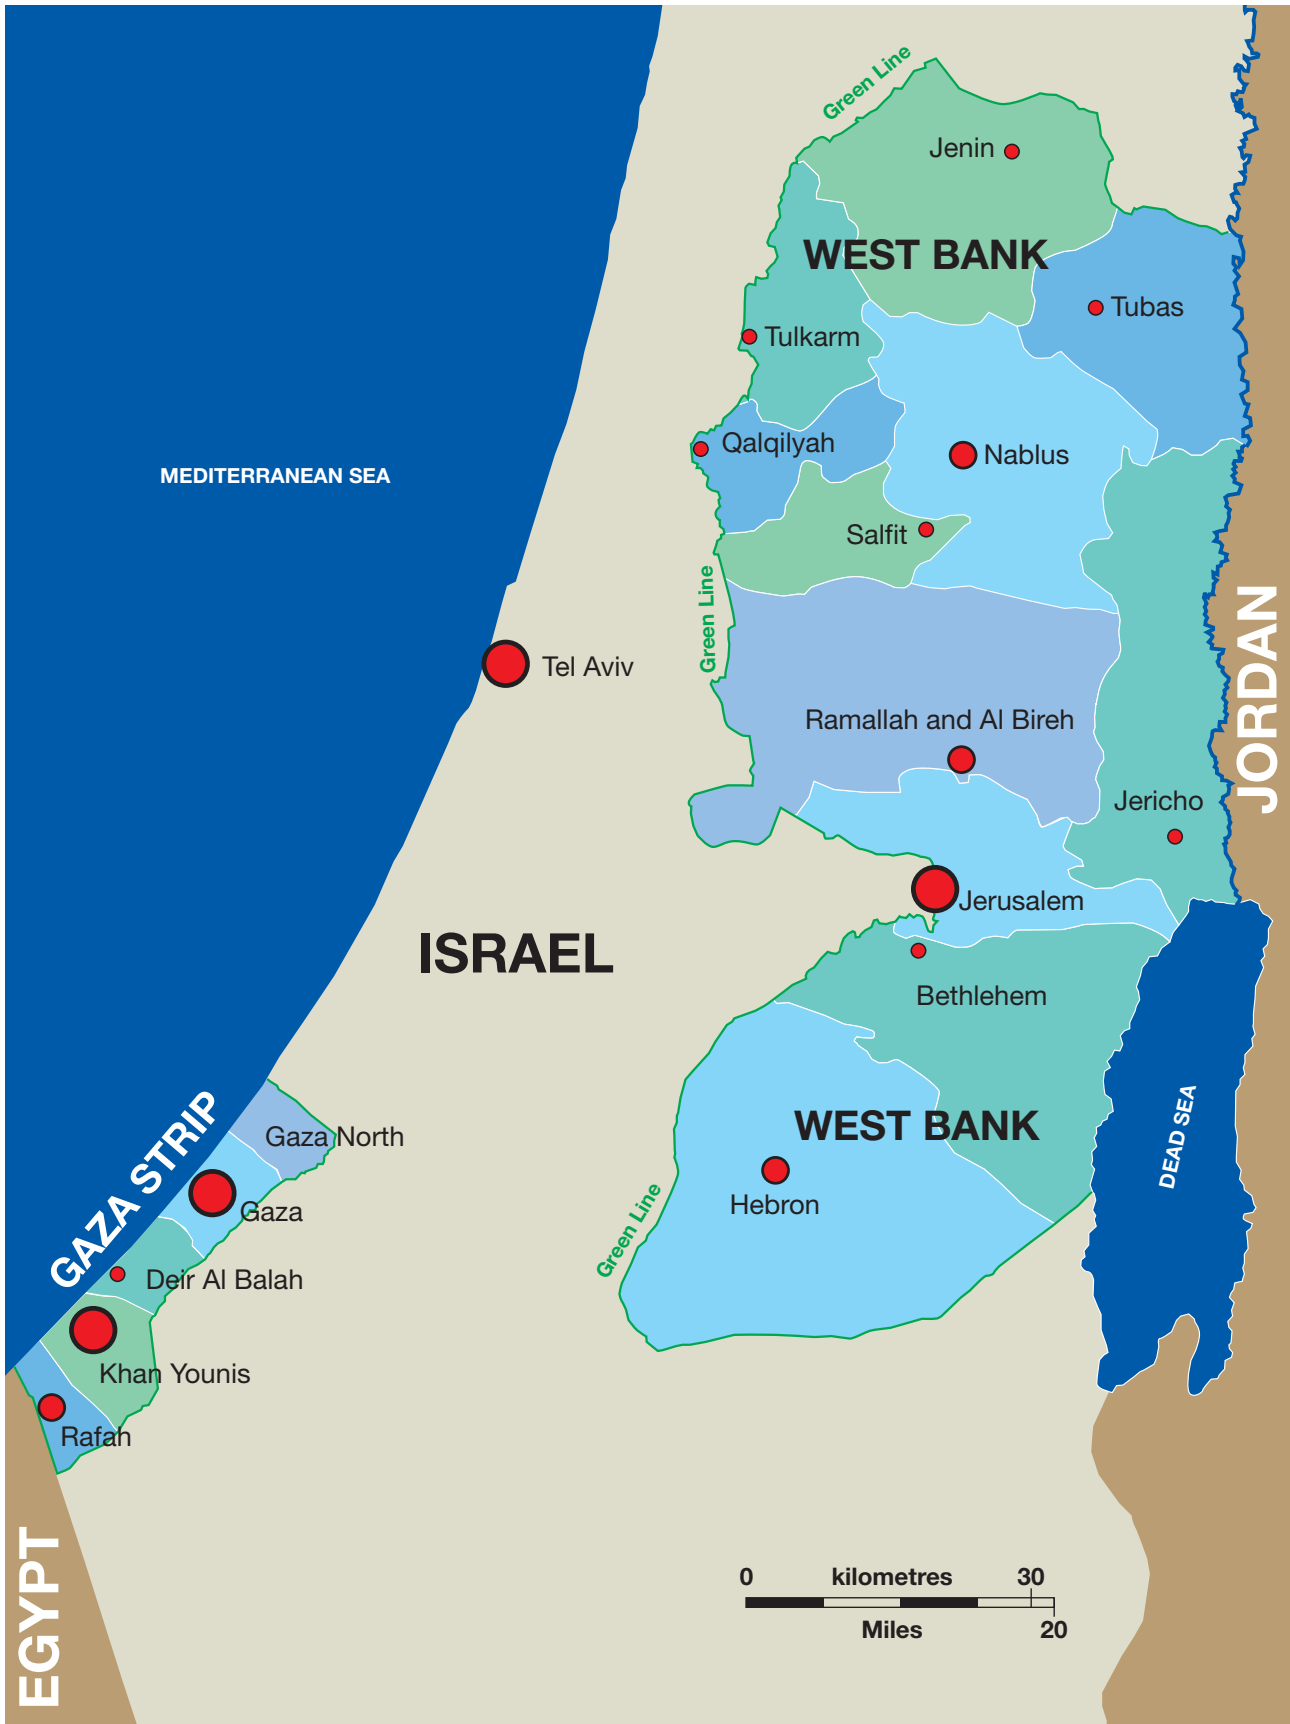 Green Line
Jenin
WEST BANK
Tubas
Tulkarm
Qalqilyah
Nablus
MEDITERRANEAN SEA
Salfit
Green Line
JORDAN
Tel Aviv
Ramallah and Al Bireh
Jericho
Jerusalem
ISRAEL
Bethlehem
GAZA STRIP
Gaza North
WEST BANK
DEAD SEA
Hebron
Gaza
Green Line
Deir Al Balah
Khan Younis
Rafah
EGYPT
0 kilometres 30
Miles 20